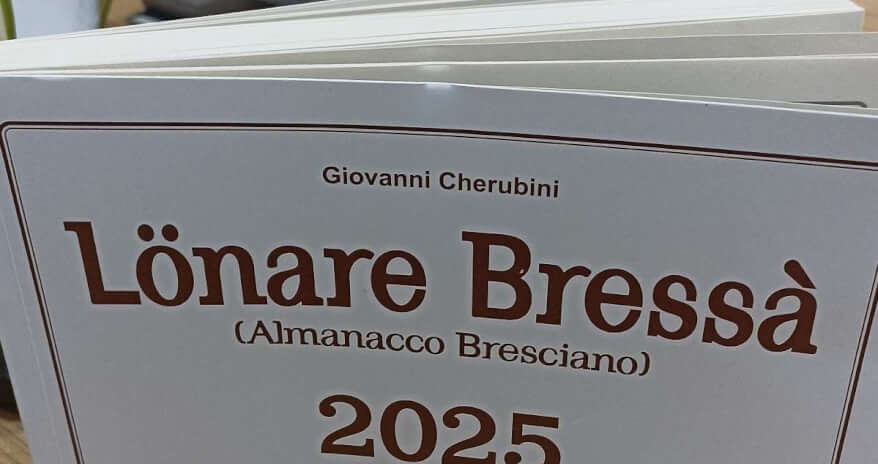 Giovanni Cherubini
Lönare Bressà
(Almanacco Bresciano)
2025